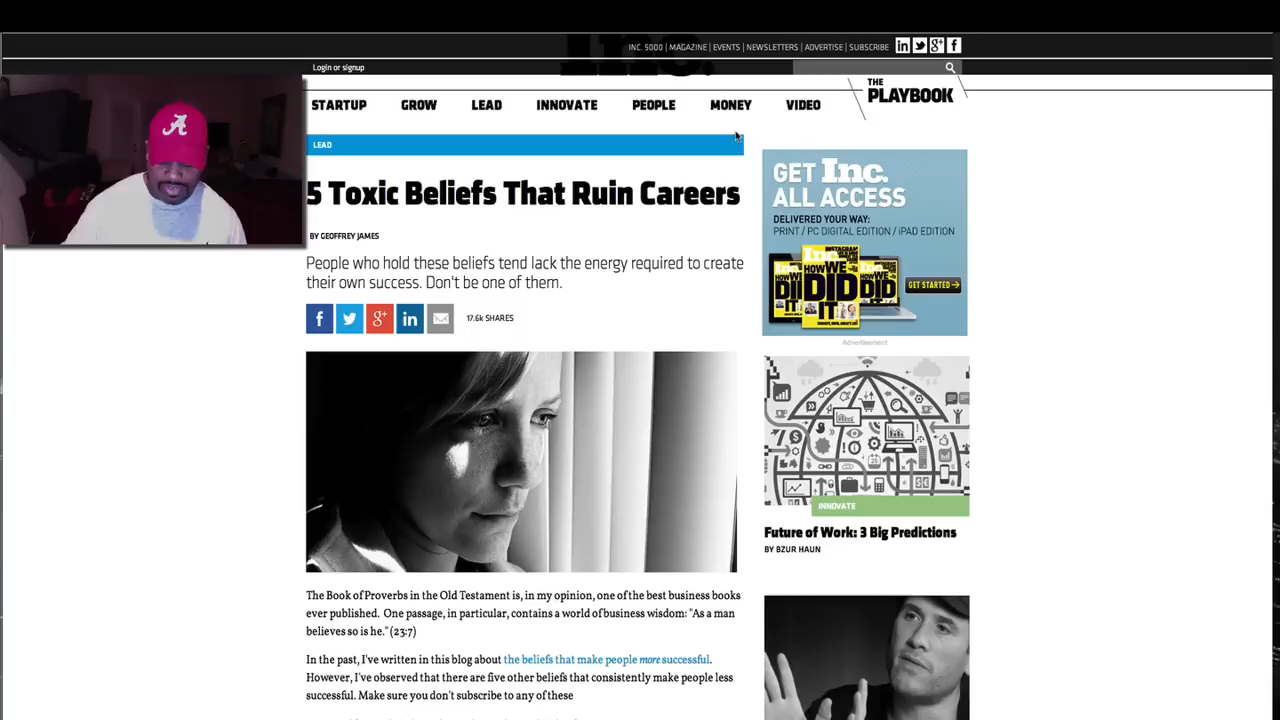 INC. 5000 | MAGAZINE | EVENTS | NEWSLETTERS | ADVERTISE | SUBSCRIBE
Inc.
Login or signup
STARTUP GROW LEAD INNOVATE PEOPLE MONEY VIDEO
THE
PLAYBOOK
A
LEAD
5 Toxic Beliefs That Ruin Careers
BY GEOFFREY JAMES
People who hold these beliefs tend lack the energy required to create
their own success. Don't be one of them.
17.6k SHARES
The Book of Proverbs in the Old Testament is, in my opinion, one of the best business books
ever published. One passage, in particular, contains a world of business wisdom: "As a man
believes so is he." (23:7)
In the past, I've written in this blog about the beliefs that make people more successful.
However, I've observed that there are five other beliefs that consistently make people less
successful. Make sure you don't subscribe to any of these
GET Inc.
ALL ACCESS
DELIVERED YOUR WAY:
PRINT / PC DIGITAL EDITION / iPAD EDITION
Inc.
HOW WE
DID
IT
GET STARTED →
Advertisement
INNOVATE
Future of Work: 3 Big Predictions
BY BZUR HAUN